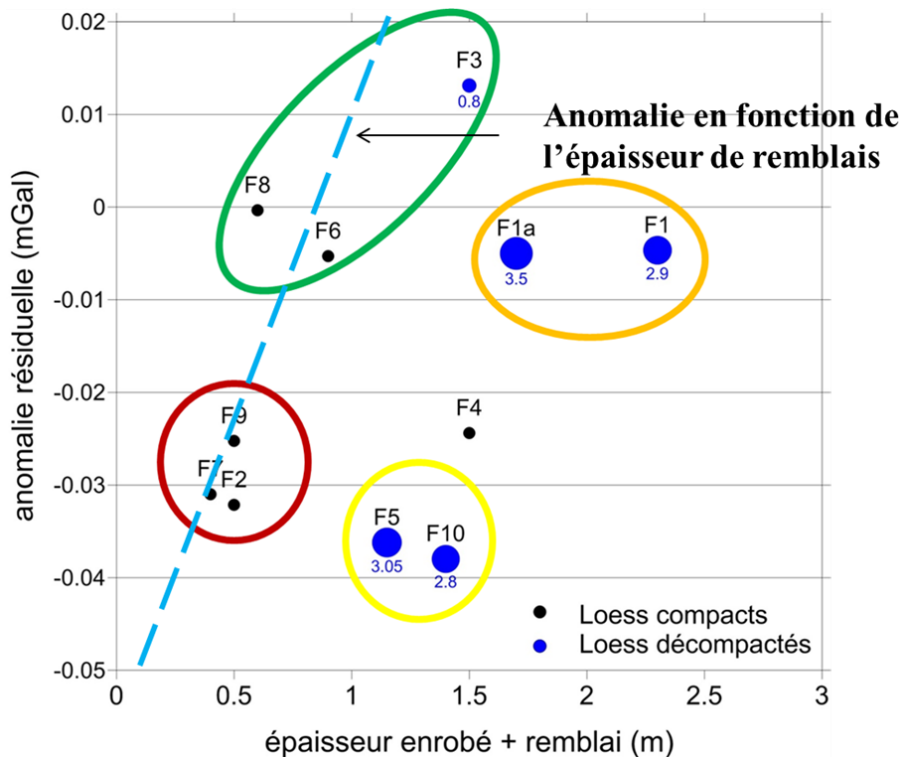 0.02
F3
0.8
Anomalie en fonction de
l'épaisseur de remblais
0.01
F8
0
F6
F1a
F1
3.5
2.9
-0.01
anomalie résiduelle (mGal)
-0.02
F9
F4
-0.03
F7
F2
F5
F10
3.05
2.8
-0.04
Loess compacts
Loess décompactés
-0.05
0
0.5
1
1.5
2
2.5
3
épaisseur enrobé + remblai (m)